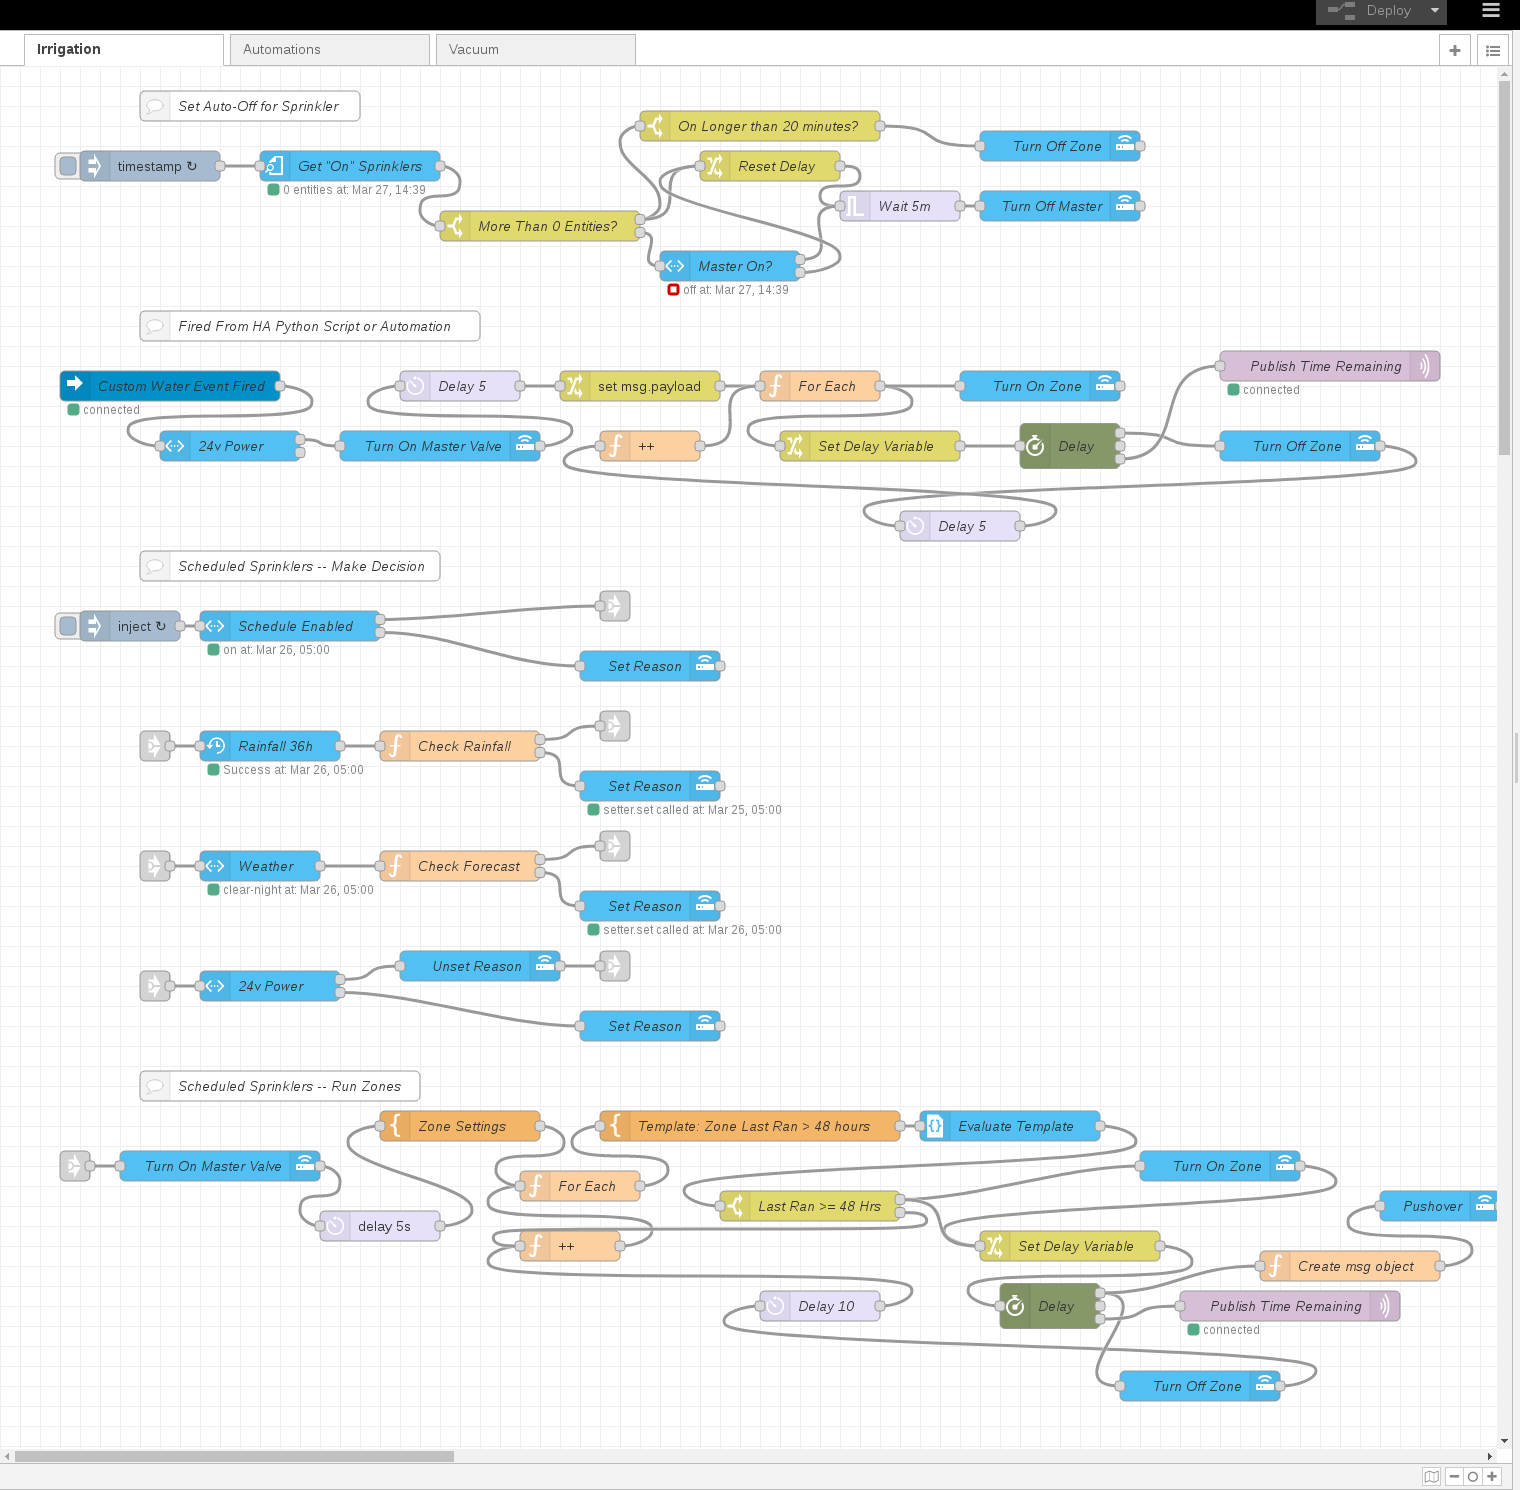 Deploy
Irrigation
Automations
Vacuum
Set Auto-Off for Sprinkler
On Longer than 20 minutes?
Turn Off Zone
timestamp ↻
Get "On" Sprinklers
Reset Delay
0 entities at: Mar 27, 14:39
Wait 5m
Turn Off Master
More Than 0 Entities?
Master On?
off at: Mar 27, 14:39
Fired From HA Python Script or Automation
Publish Time Remaining
connected
Custom Water Event Fired
Delay 5
set msg.payload
For Each
Turn On Zone
connected
24v Power
Turn On Master Valve
++
Set Delay Variable
Delay
Turn Off Zone
Delay 5
Scheduled Sprinklers -- Make Decision
inject ↻
Schedule Enabled
on at: Mar 26, 05:00
Set Reason
Rainfall 36h
Check Rainfall
Success at: Mar 26, 05:00
Set Reason
setter.set called at: Mar 25, 05:00
Weather
Check Forecast
clear-night at: Mar 26, 05:00
Set Reason
setter.set called at: Mar 26, 05:00
Unset Reason
24v Power
Set Reason
Scheduled Sprinklers -- Run Zones
Zone Settings
Template: Zone Last Ran > 48 hours
Evaluate Template
Turn On Master Valve
Turn On Zone
For Each
Last Ran >= 48 Hrs
Pushover
delay 5s
++
Set Delay Variable
Create msg object
Delay 10
Delay
Publish Time Remaining
connected
Turn Off Zone